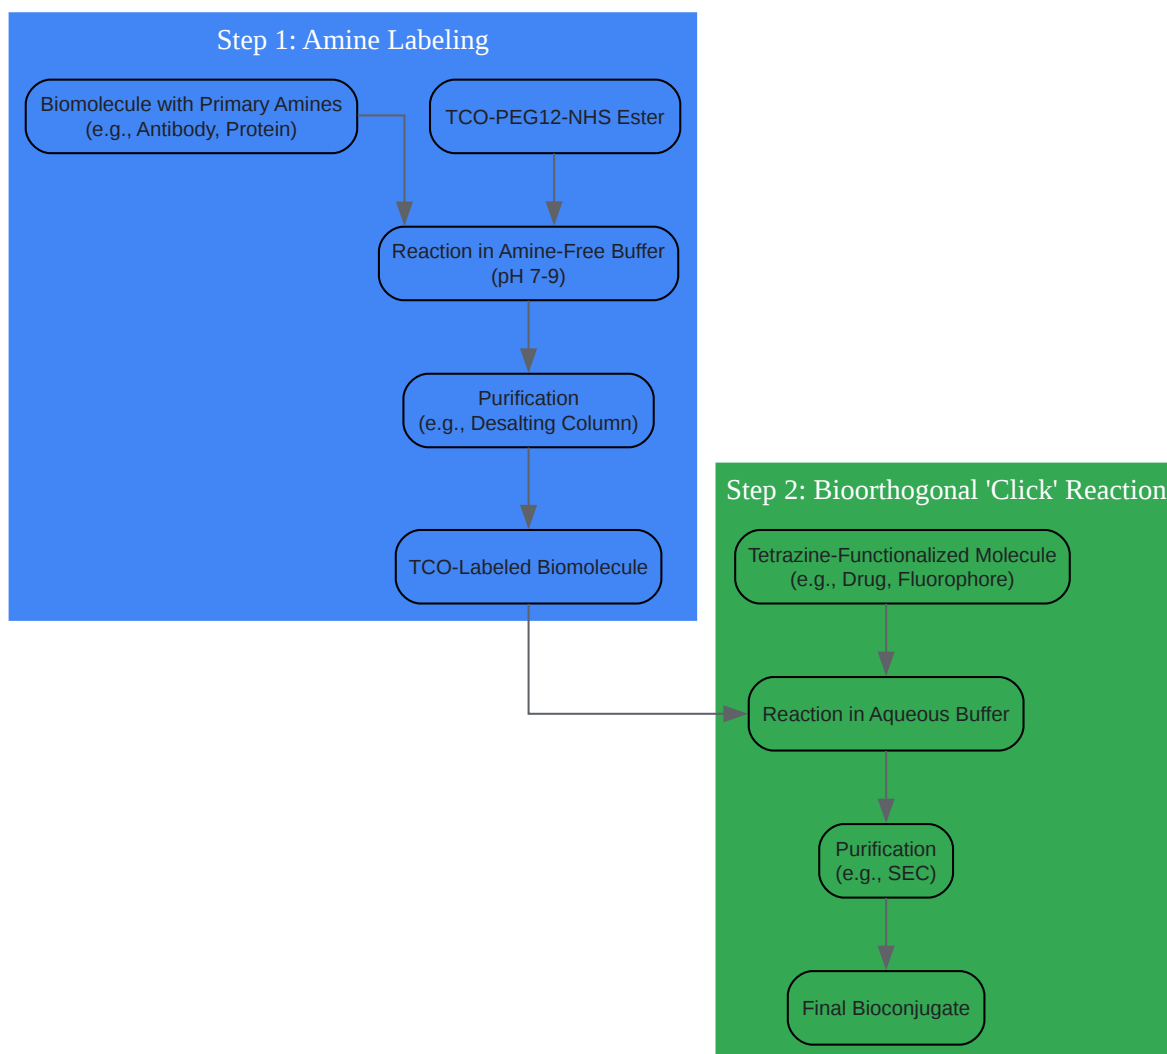 Step 1: Amine Labeling
Biomolecule with Primary Amines
(e.g., Antibody, Protein)
TCO-PEG12-NHS Ester
Reaction in Amine-Free Buffer
(pH 7-9)
Purification
(e.g., Desalting Column)
TCO-Labeled Biomolecule
Step 2: Bioorthogonal 'Click' Reaction
Tetrazine-Functionalized Molecule
(e.g., Drug, Fluorophore)
Reaction in Aqueous Buffer
Purification
(e.g., SEC)
Final Bioconjugate